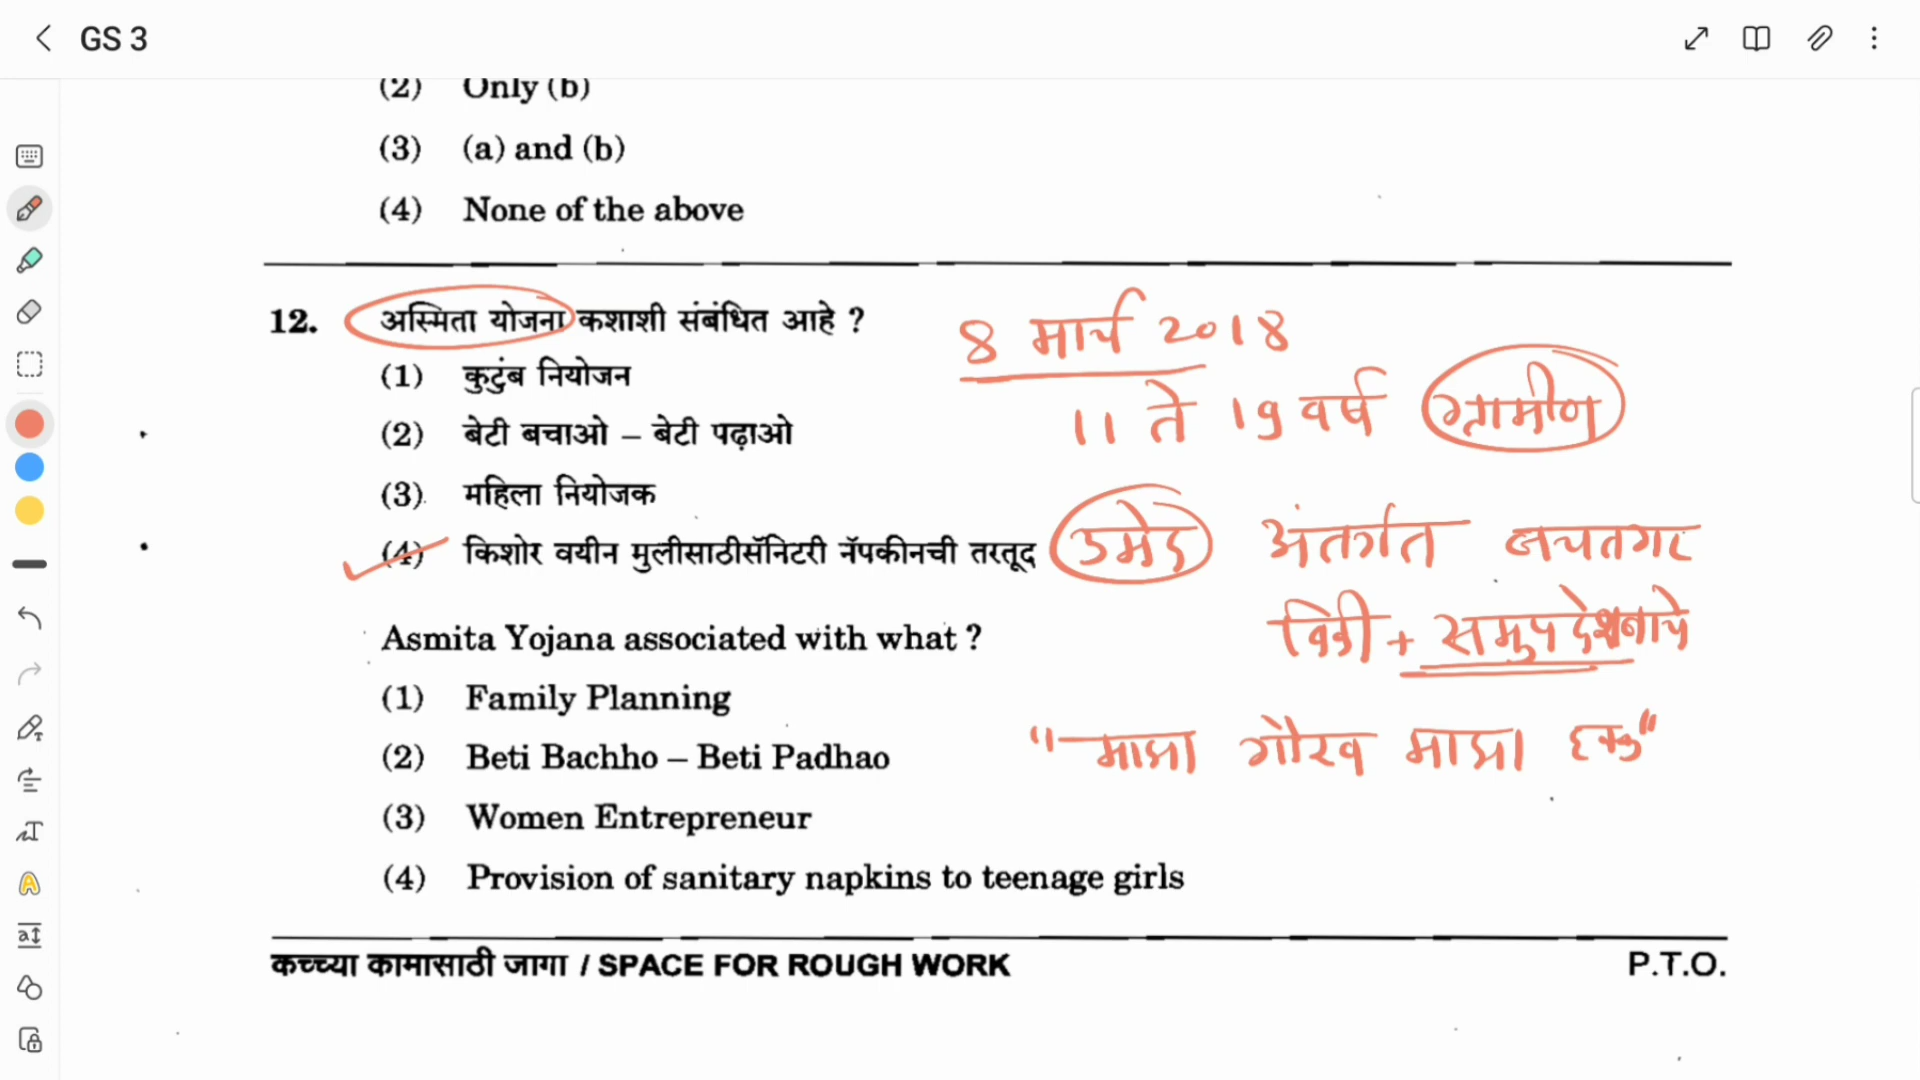 GS 3
(2) Only (b)
(3) (a) and (b)
(4) None of the above
12. अस्मिता योजना कशाशी संबंधित आहे ?
(1) कुटुंब नियोजन
(2) बेटी बचाओ – बेटी पढ़ाओ
(3) महिला नियोजक
(4) किशोर वयीन मुलीसाठीसॅनिटरी नॅपकीनची तरतूद
8 मार्च 2018
11 ते 19 वर्ष ग्रामीण
उमेद अंतर्गत बचतगट
विक्री + समुपदेशनाचे
"माझा गौरव माझा हक्क"
Asmita Yojana associated with what ?
(1) Family Planning
(2) Beti Bachho – Beti Padhao
(3) Women Entrepreneur
(4) Provision of sanitary napkins to teenage girls
कच्च्या कामासाठी जागा / SPACE FOR ROUGH WORK
P.T.O.